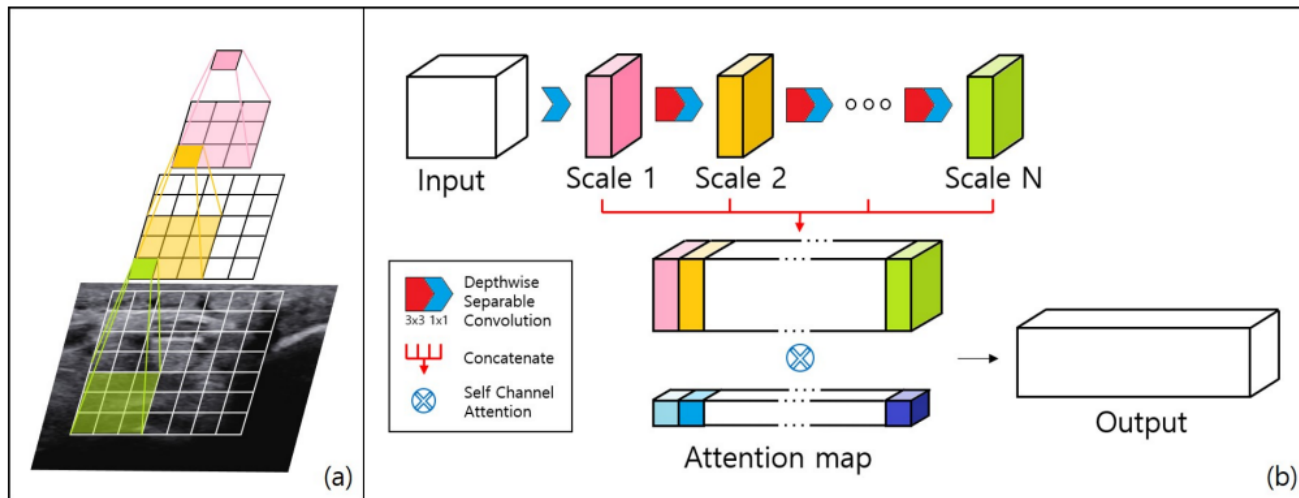 (a)
Input
Scale 1
Scale 2
Scale N
Depthwise
Separable
Convolution
3x3 1x1
Concatenate
Self Channel
Attention
Attention map
Output
(b)